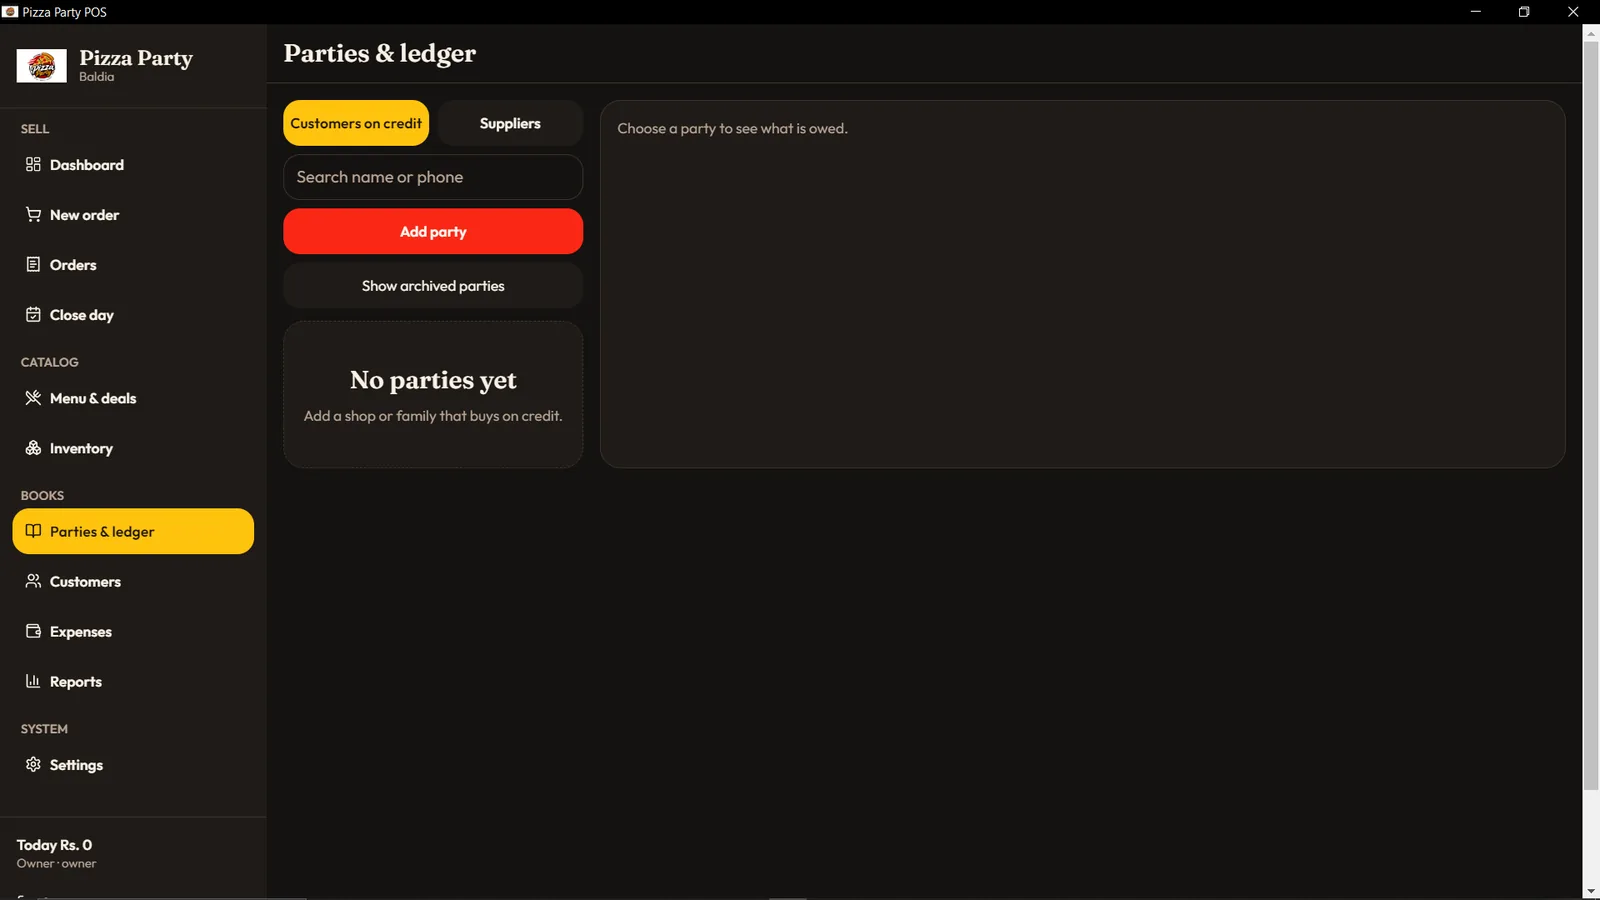 Pizza Party POS
Pizza Party
Baldia
SELL
Dashboard
New order
Orders
Close day
CATALOG
Menu & deals
Inventory
BOOKS
Parties & ledger
Customers
Expenses
Reports
SYSTEM
Settings
Today Rs. 0
Owner · owner
Parties & ledger
Customers on credit
Suppliers
Search name or phone
Add party
Show archived parties
No parties yet
Add a shop or family that buys on credit.
Choose a party to see what is owed.